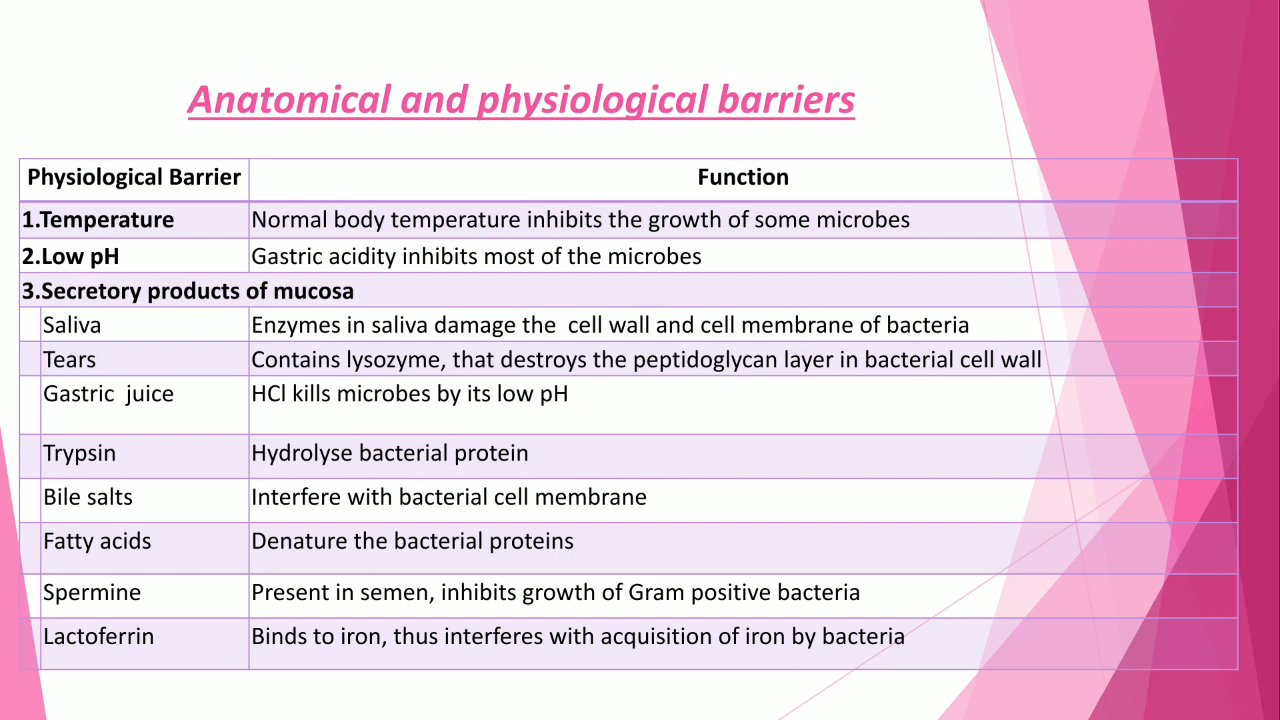 Anatomical and physiological barriers
Physiological Barrier Function
1.Temperature Normal body temperature inhibits the growth of some microbes
2.Low pH Gastric acidity inhibits most of the microbes
3.Secretory products of mucosa
Saliva Enzymes in saliva damage the  cell wall and cell membrane of bacteria
Tears Contains lysozyme, that destroys the peptidoglycan layer in bacterial cell wall
Gastric  juice HCl kills microbes by its low pH
Trypsin Hydrolyse bacterial protein
Bile salts Interfere with bacterial cell membrane
Fatty acids Denature the bacterial proteins
Spermine Present in semen, inhibits growth of Gram positive bacteria
Lactoferrin Binds to iron, thus interferes with acquisition of iron by bacteria